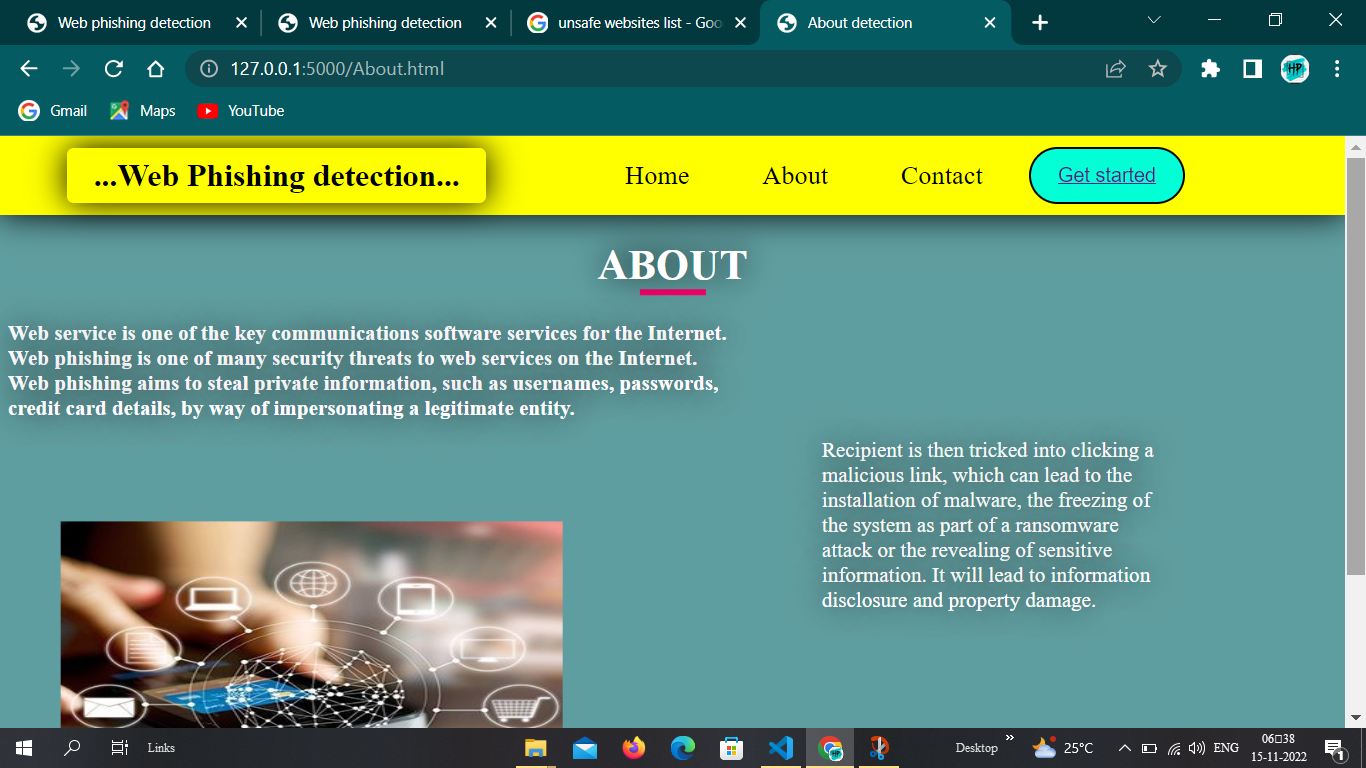 Web phishing detection
Web phishing detection
unsafe websites list - Goo
About detection
127.0.0.1:5000/About.html
HP
Gmail
Maps
YouTube
...Web Phishing detection...
Home
About
Contact
Get started
ABOUT
Web service is one of the key communications software services for the Internet.
Web phishing is one of many security threats to web services on the Internet.
Web phishing aims to steal private information, such as usernames, passwords,
credit card details, by way of impersonating a legitimate entity.
Recipient is then tricked into clicking a
malicious link, which can lead to the
installation of malware, the freezing of
the system as part of a ransomware
attack or the revealing of sensitive
information. It will lead to information
disclosure and property damage.
Links
Desktop
25°C
ENG
06□38
15-11-2022
1